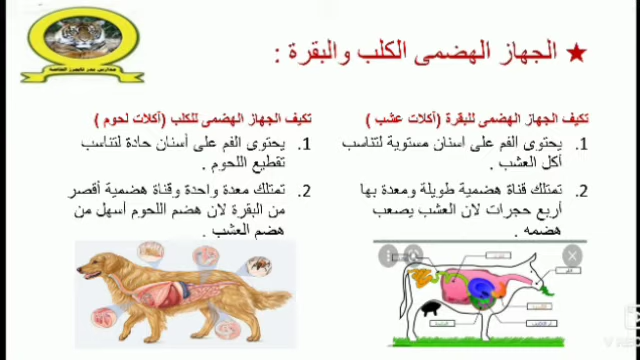 ★ الجهاز الهضمى الكلب والبقرة :
تكيف الجهاز الهضمى للبقرة (أكلات عشب )
1. يحتوى الفم على اسنان مستوية لتناسب
أكل العشب .
2. تمتلك قناة هضمية طويلة ومعدة بها
أربع حجرات لان العشب يصعب
هضمه .
تكيف الجهاز الهضمى للكلب (أكلات لحوم )
1. يحتوى الفم على أسنان حادة لتناسب
تقطيع اللحوم .
2. تمتلك معدة واحدة وقناة هضمية أقصر
من البقرة لان هضم اللحوم أسهل من
هضم العشب .